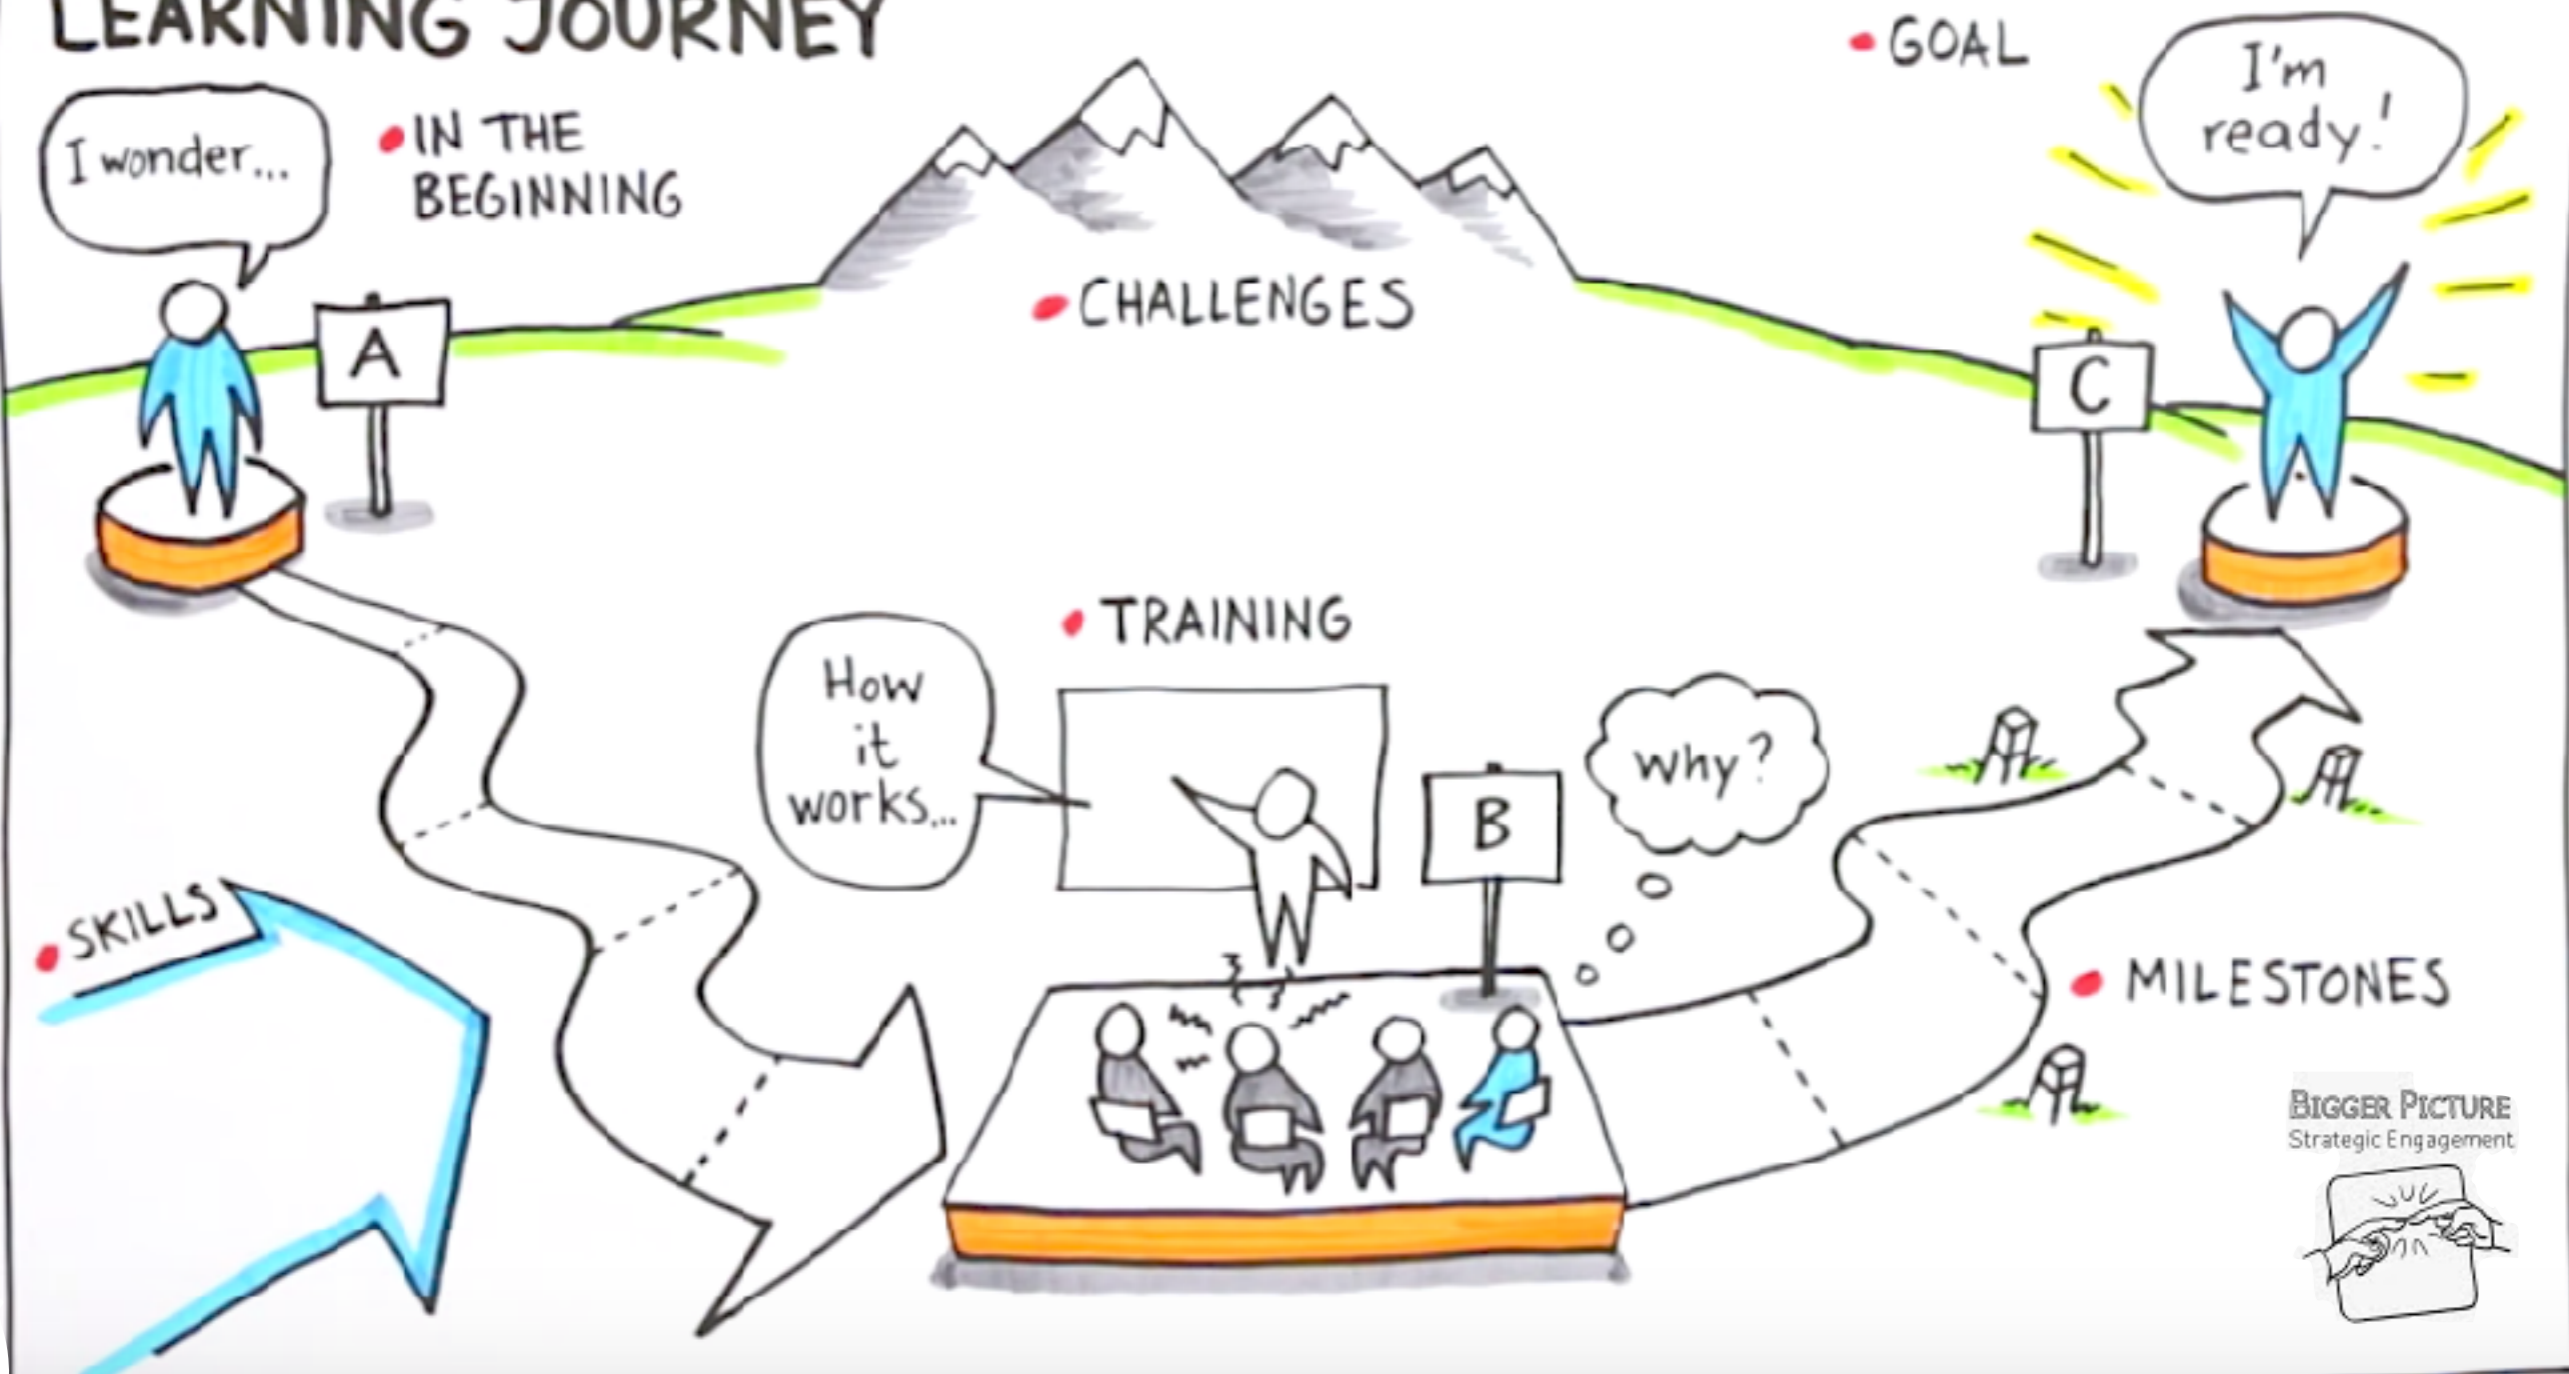 LEARNING JOURNEY
I wonder...
IN THE
BEGINNING
A
CHALLENGES
GOAL
I'm
ready!
C
TRAINING
How
it
works...
B
why?
SKILLS
MILESTONES
BIGGER PICTURE
Strategic Engagement